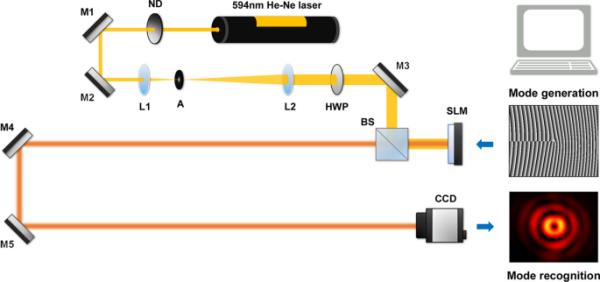 M1
ND
594nm He-Ne laser
M2
L1
A
L2
HWP
M3
Mode generation
BS
SLM
M4
CCD
M5
Mode recognition